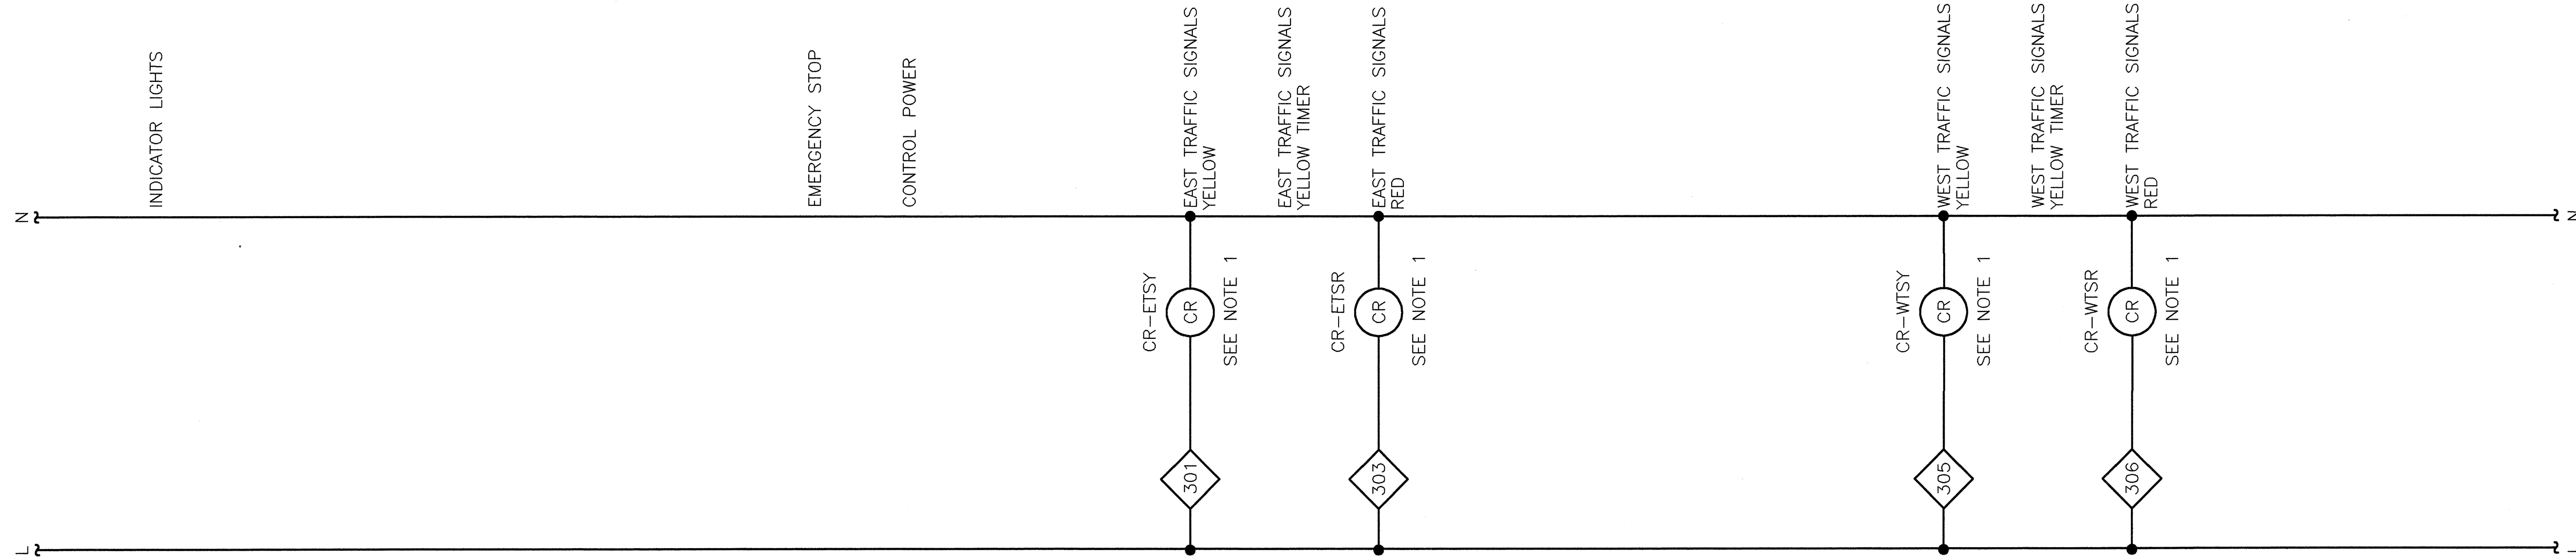 L
N
INDICATOR LIGHTS
EMERGENCY STOP
CONTROL POWER
CR-ETSY
301
CR
EAST TRAFFIC SIGNALS
YELLOW
SEE NOTE 1
EAST TRAFFIC SIGNALS
YELLOW TIMER
CR-ETSR
303
CR
EAST TRAFFIC SIGNALS
RED
SEE NOTE 1
CR-WTSY
305
CR
WEST TRAFFIC SIGNALS
YELLOW
SEE NOTE 1
WEST TRAFFIC SIGNALS
YELLOW TIMER
CR-WTSR
306
CR
WEST TRAFFIC SIGNALS
RED
SEE NOTE 1
L
N